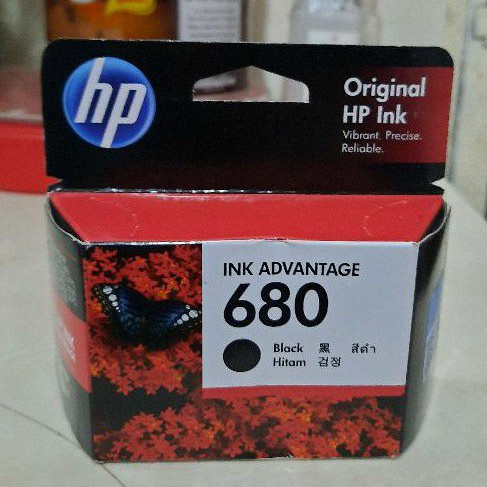 hp
Original
HP Ink
Vibrant. Precise.
Reliable.
INK ADVANTAGE
680
Black 黑 สีดำ
Hitam 검정